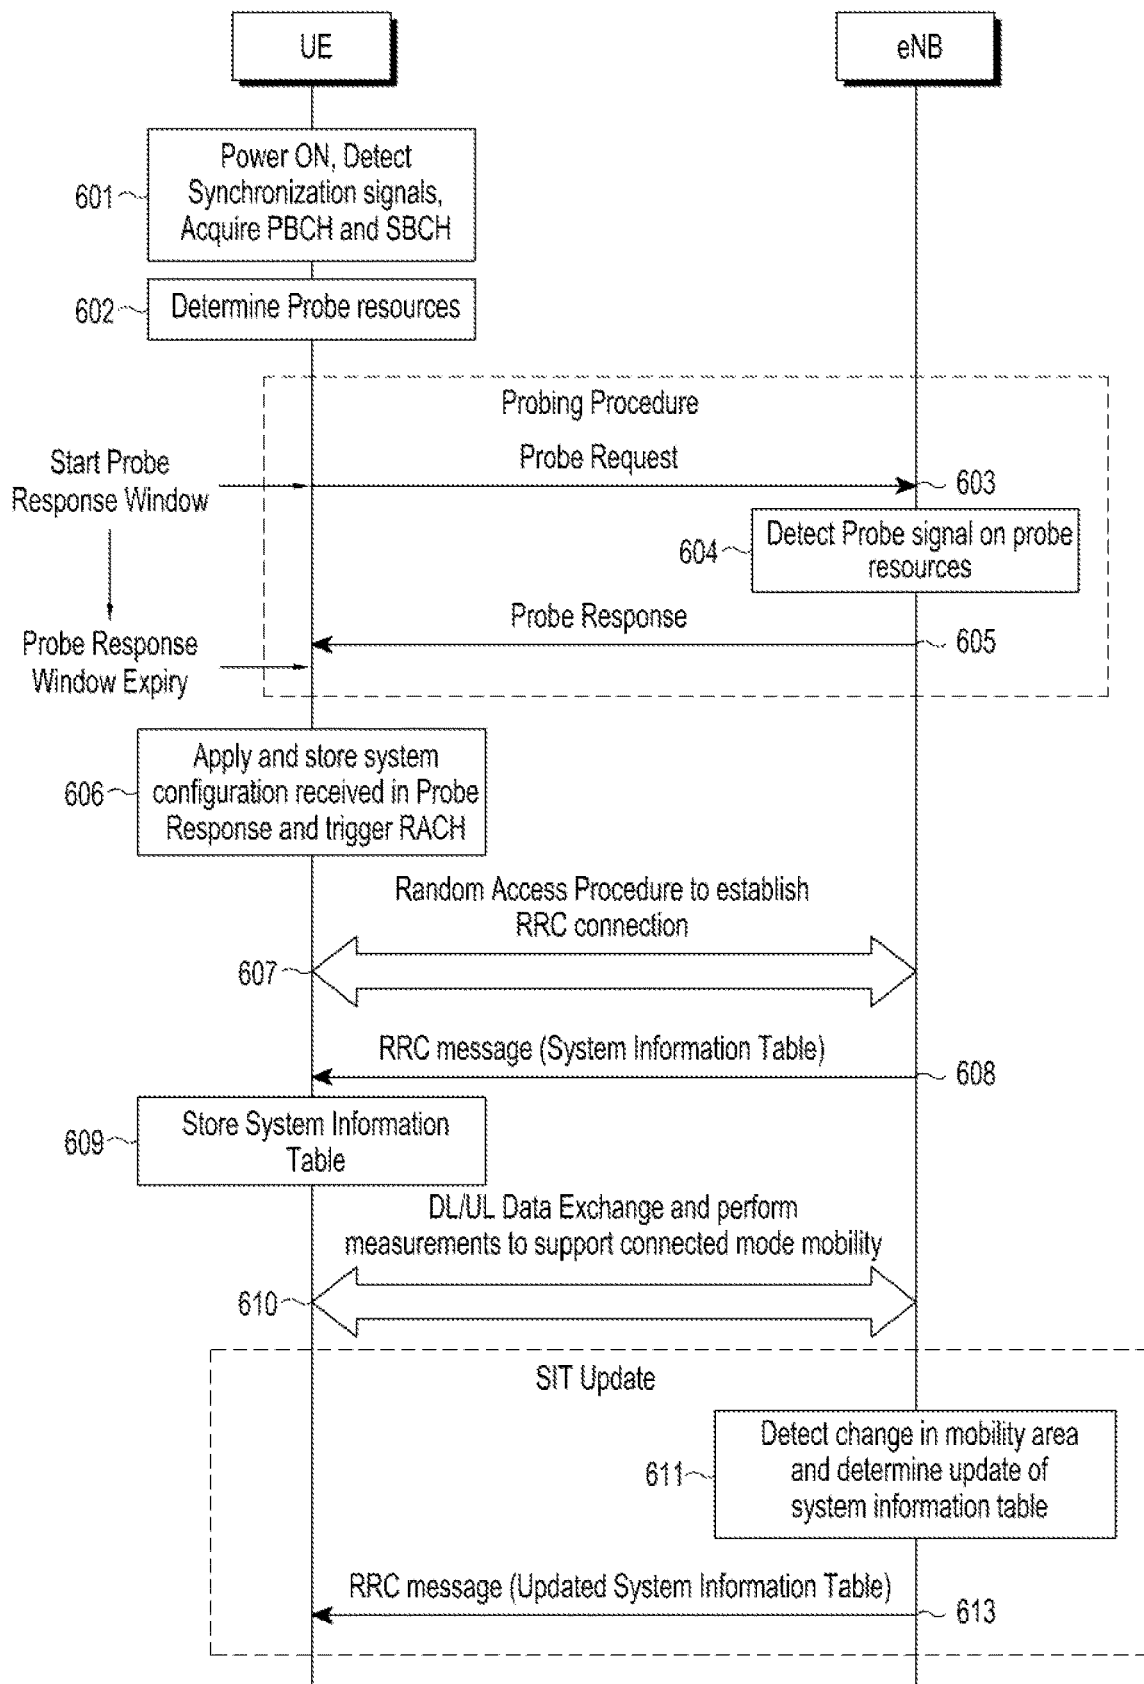 UE
eNB
601
Power ON, Detect
Synchronization signals,
Acquire PBCH and SBCH
602
Determine Probe resources
Probing Procedure
Start Probe
Response Window
Probe Request
603
604
Detect Probe signal on probe
resources
Probe Response
605
Probe Response
Window Expiry
606
Apply and store system
configuration received in Probe
Response and trigger RACH
Random Access Procedure to establish
RRC connection
607
RRC message (System Information Table)
608
609
Store System Information
Table
DL/UL Data Exchange and perform
measurements to support connected mode mobility
610
SIT Update
611
Detect change in mobility area
and determine update of
system information table
RRC message (Updated System Information Table)
613